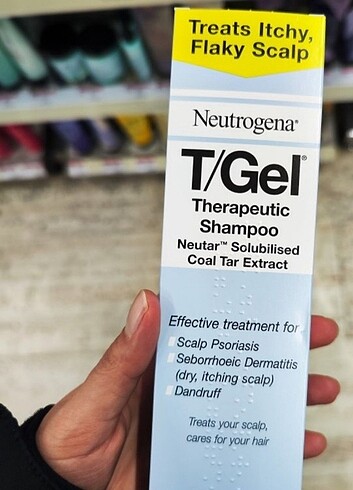 Treats Itchy,
Flaky Scalp
Neutrogena®
T/Gel®
Therapeutic
Shampoo
Neutar™ Solubilised
Coal Tar Extract
Effective treatment for
Scalp Psoriasis
Seborrhoeic Dermatitis
(dry, itching scalp)
Dandruff
Treats your scalp,
cares for your hair